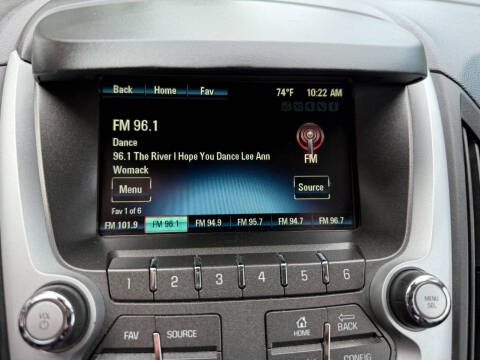 Back Home Fav 74°F 10:22 AM
FM 96.1
Dance
96.1 The River I Hope You Dance Lee Ann
Womack
FM
Menu Source
Fav 1 of 6
FM 101.9 FM 96.1 FM 94.9 FM 95.7 FM 94.7 FM 96.7
1 2 3 4 5 6
VOL
MENU
SEL
FAV SOURCE
HOME BACK
CONFIG